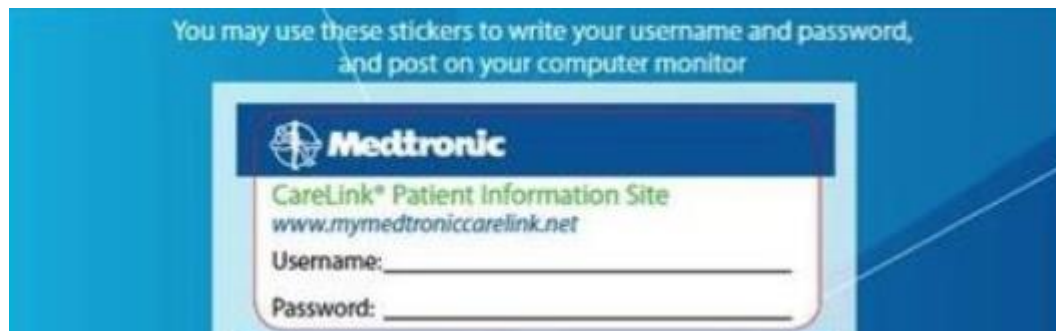 You may use these stickers to write your username and password,
and post on your computer monitor
Medtronic
CareLink® Patient Information Site
www.mymedtroniccarelink.net
Username:
Password: